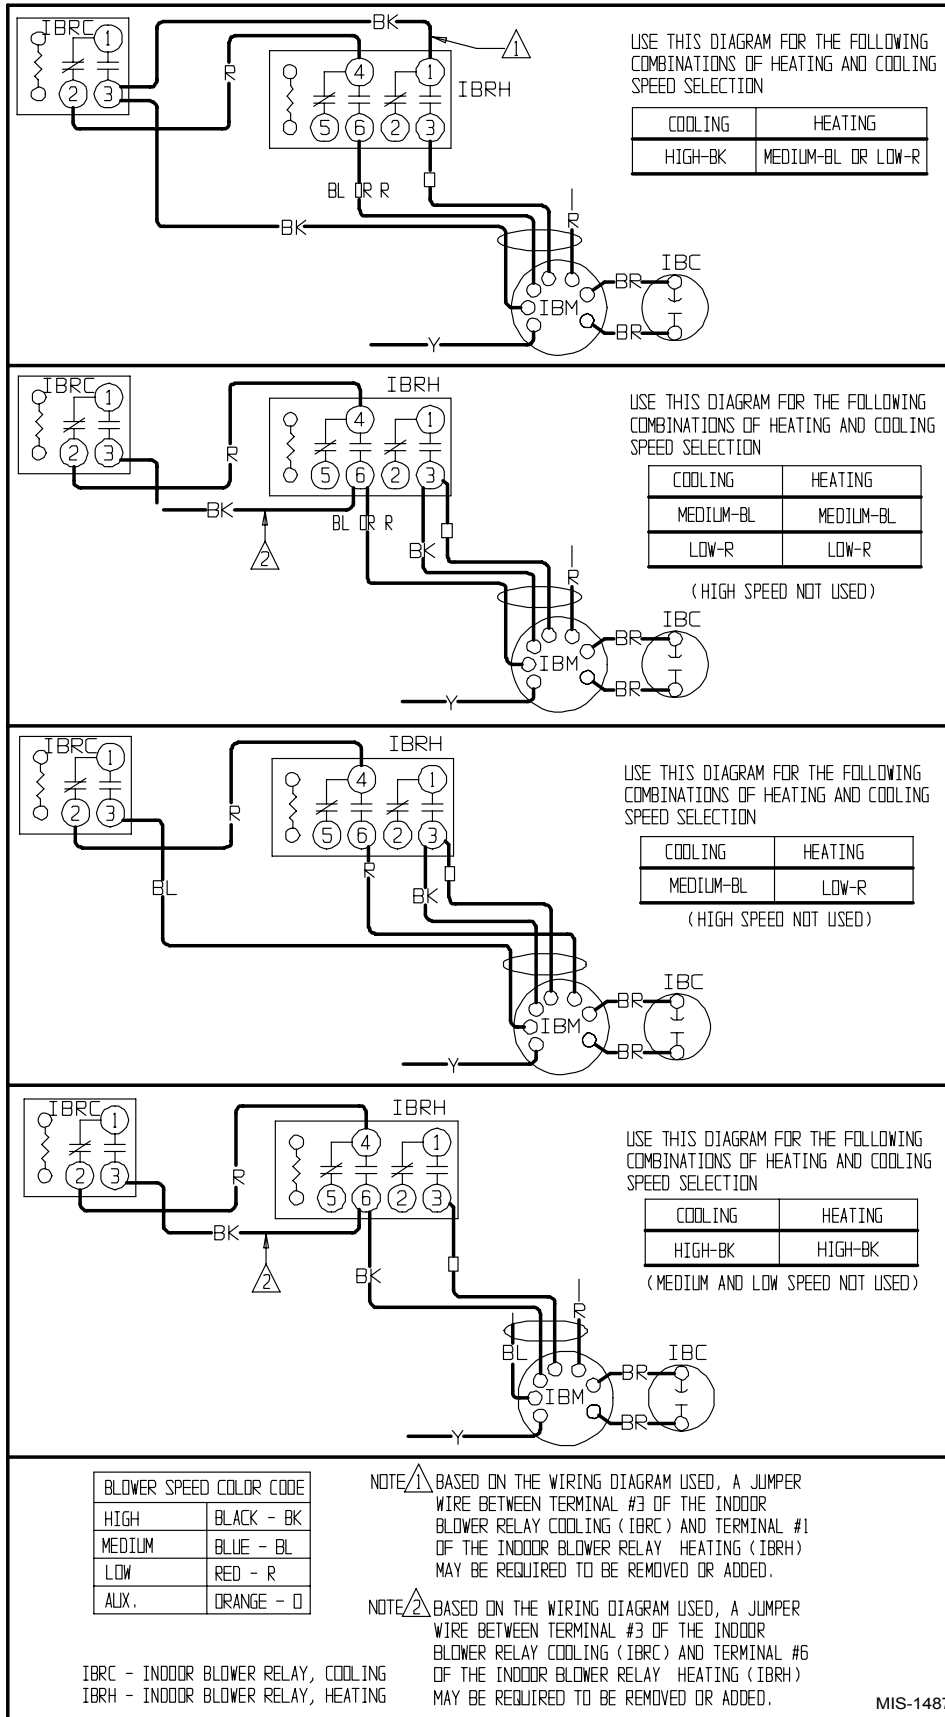 IBRC
1
2
3
BK
1
R
4
1
IBRH
5
6
2
3
BL OR R
O
BK
R
IBC
BR
IBM
BR
Y
USE THIS DIAGRAM FOR THE FOLLOWING
COMBINATIONS OF HEATING AND COOLING
SPEED SELECTION
COOLING HEATING
HIGH-BK MEDIUM-BL OR LOW-R
IBRC
1
2
3
R
IBRH
4
1
5
6
2
3
BK
2
BL OR R
BK
O
R
IBC
BR
IBM
BR
Y
USE THIS DIAGRAM FOR THE FOLLOWING
COMBINATIONS OF HEATING AND COOLING
SPEED SELECTION
COOLING HEATING
MEDIUM-BL MEDIUM-BL
LOW-R LOW-R
(HIGH SPEED NOT USED)
IBRC
1
2
3
R
IBRH
4
1
5
6
2
3
BL
R
BK
O
IBC
BR
IBM
BR
Y
USE THIS DIAGRAM FOR THE FOLLOWING
COMBINATIONS OF HEATING AND COOLING
SPEED SELECTION
COOLING HEATING
MEDIUM-BL LOW-R
(HIGH SPEED NOT USED)
IBRC
1
2
3
R
IBRH
4
1
5
6
2
3
BK
2
BK
O
R
BL
IBC
BR
IBM
BR
Y
USE THIS DIAGRAM FOR THE FOLLOWING
COMBINATIONS OF HEATING AND COOLING
SPEED SELECTION
COOLING HEATING
HIGH-BK HIGH-BK
(MEDIUM AND LOW SPEED NOT USED)
BLOWER SPEED COLOR CODE
HIGH BLACK - BK
MEDIUM BLUE - BL
LOW RED - R
AUX. ORANGE - O
IBRC - INDOOR BLOWER RELAY, COOLING
IBRH - INDOOR BLOWER RELAY, HEATING
NOTE 1 BASED ON THE WIRING DIAGRAM USED, A JUMPER
WIRE BETWEEN TERMINAL #3 OF THE INDOOR
BLOWER RELAY COOLING (IBRC) AND TERMINAL #1
OF THE INDOOR BLOWER RELAY HEATING (IBRH)
MAY BE REQUIRED TO BE REMOVED OR ADDED.
NOTE 2 BASED ON THE WIRING DIAGRAM USED, A JUMPER
WIRE BETWEEN TERMINAL #3 OF THE INDOOR
BLOWER RELAY COOLING (IBRC) AND TERMINAL #6
OF THE INDOOR BLOWER RELAY HEATING (IBRH)
MAY BE REQUIRED TO BE REMOVED OR ADDED.
MIS-1487